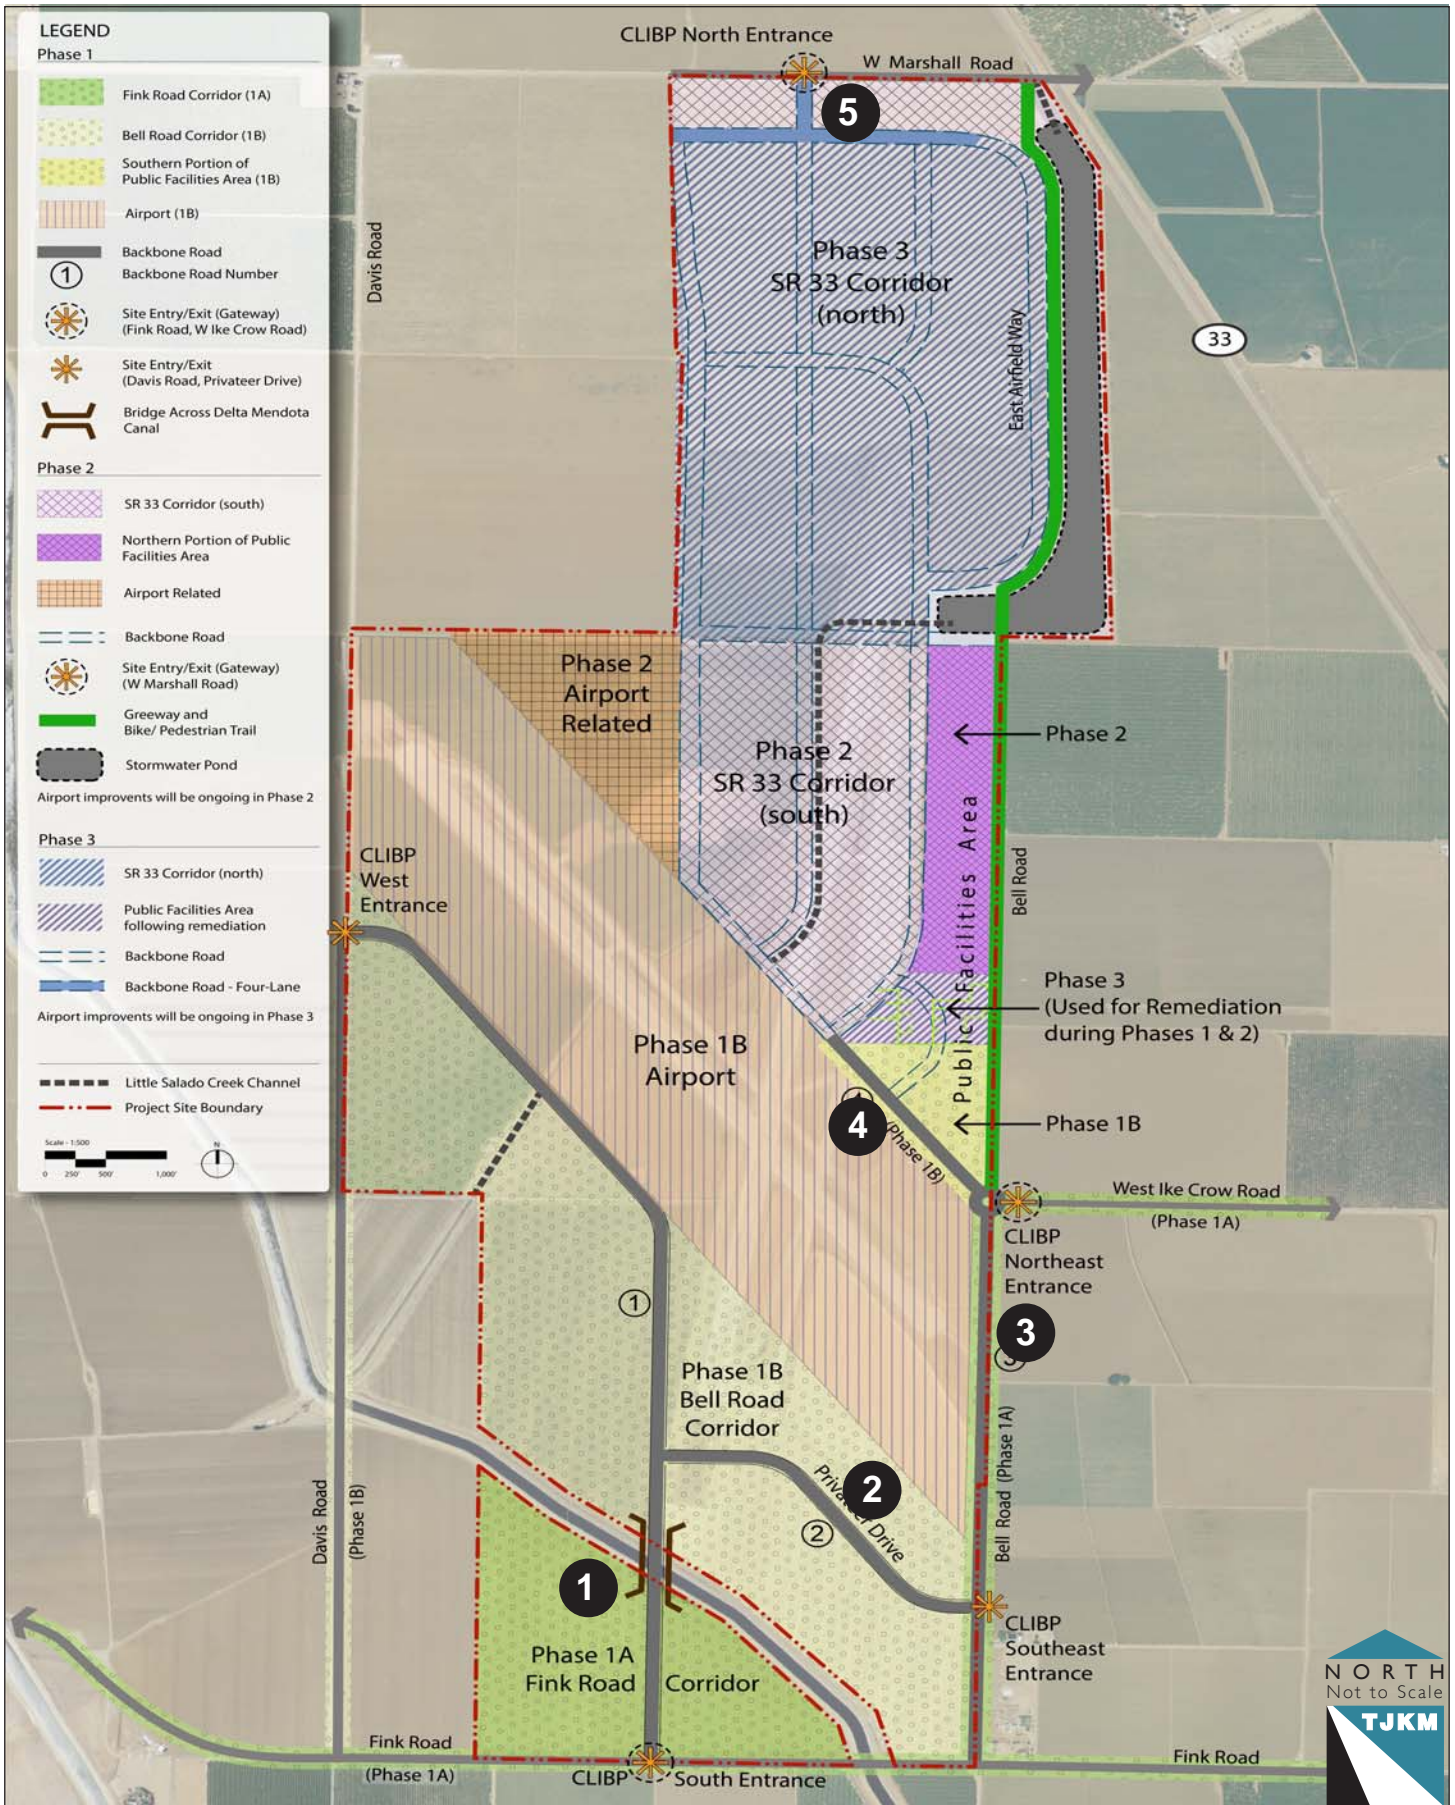 LEGEND
Phase 1
Fink Road Corridor (1A)
Bell Road Corridor (1B)
Southern Portion of
Public Facilities Area (1B)
Airport (1B)
Backbone Road
1
Backbone Road Number
Site Entry/Exit (Gateway)
(Fink Road, W Ike Crow Road)
Site Entry/Exit
(Davis Road, Privateer Drive)
Bridge Across Delta Mendota
Canal
Phase 2
SR 33 Corridor (south)
Northern Portion of Public
Facilities Area
Airport Related
Backbone Road
Site Entry/Exit (Gateway)
(W Marshall Road)
Greeway and
Bike/ Pedestrian Trail
Stormwater Pond
Airport improvents will be ongoing in Phase 2
Phase 3
SR 33 Corridor (north)
Public Facilities Area
following remediation
Backbone Road
Backbone Road - Four-Lane
Airport improvents will be ongoing in Phase 3
Little Salado Creek Channel
Project Site Boundary
Scale - 1:500
N
0 250' 500' 1,000'
CLIBP North Entrance
W Marshall Road
5
Davis Road
Phase 3
SR 33 Corridor
(north)
East Airfield Way
33
Phase 2
Airport
Related
Phase 2
SR 33 Corridor
(south)
Phase 2
Public Facilities Area
Bell Road
CLIBP
West
Entrance
Phase 3
(Used for Remediation
during Phases 1 & 2)
Phase 1B
Airport
4
(Phase 1B)
Phase 1B
West Ike Crow Road
(Phase 1A)
CLIBP
Northeast
Entrance
1
3
Phase 1B
Bell Road
Corridor
Bell Road (Phase 1A)
2
Drive
2
Davis Road
(Phase 1B)
1
Phase 1A
Fink Road Corridor
CLIBP
Southeast
Entrance
Fink Road
(Phase 1A)
CLIBP South Entrance
Fink Road
NORTH
Not to Scale
TJKM